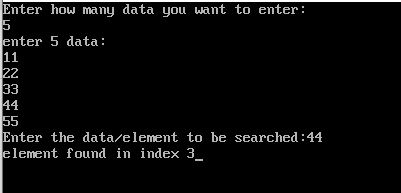 Enter how many data you want to enter:
5
enter 5 data:
11
22
33
44
55
Enter the data/element to be searched:44
element found in index 3_